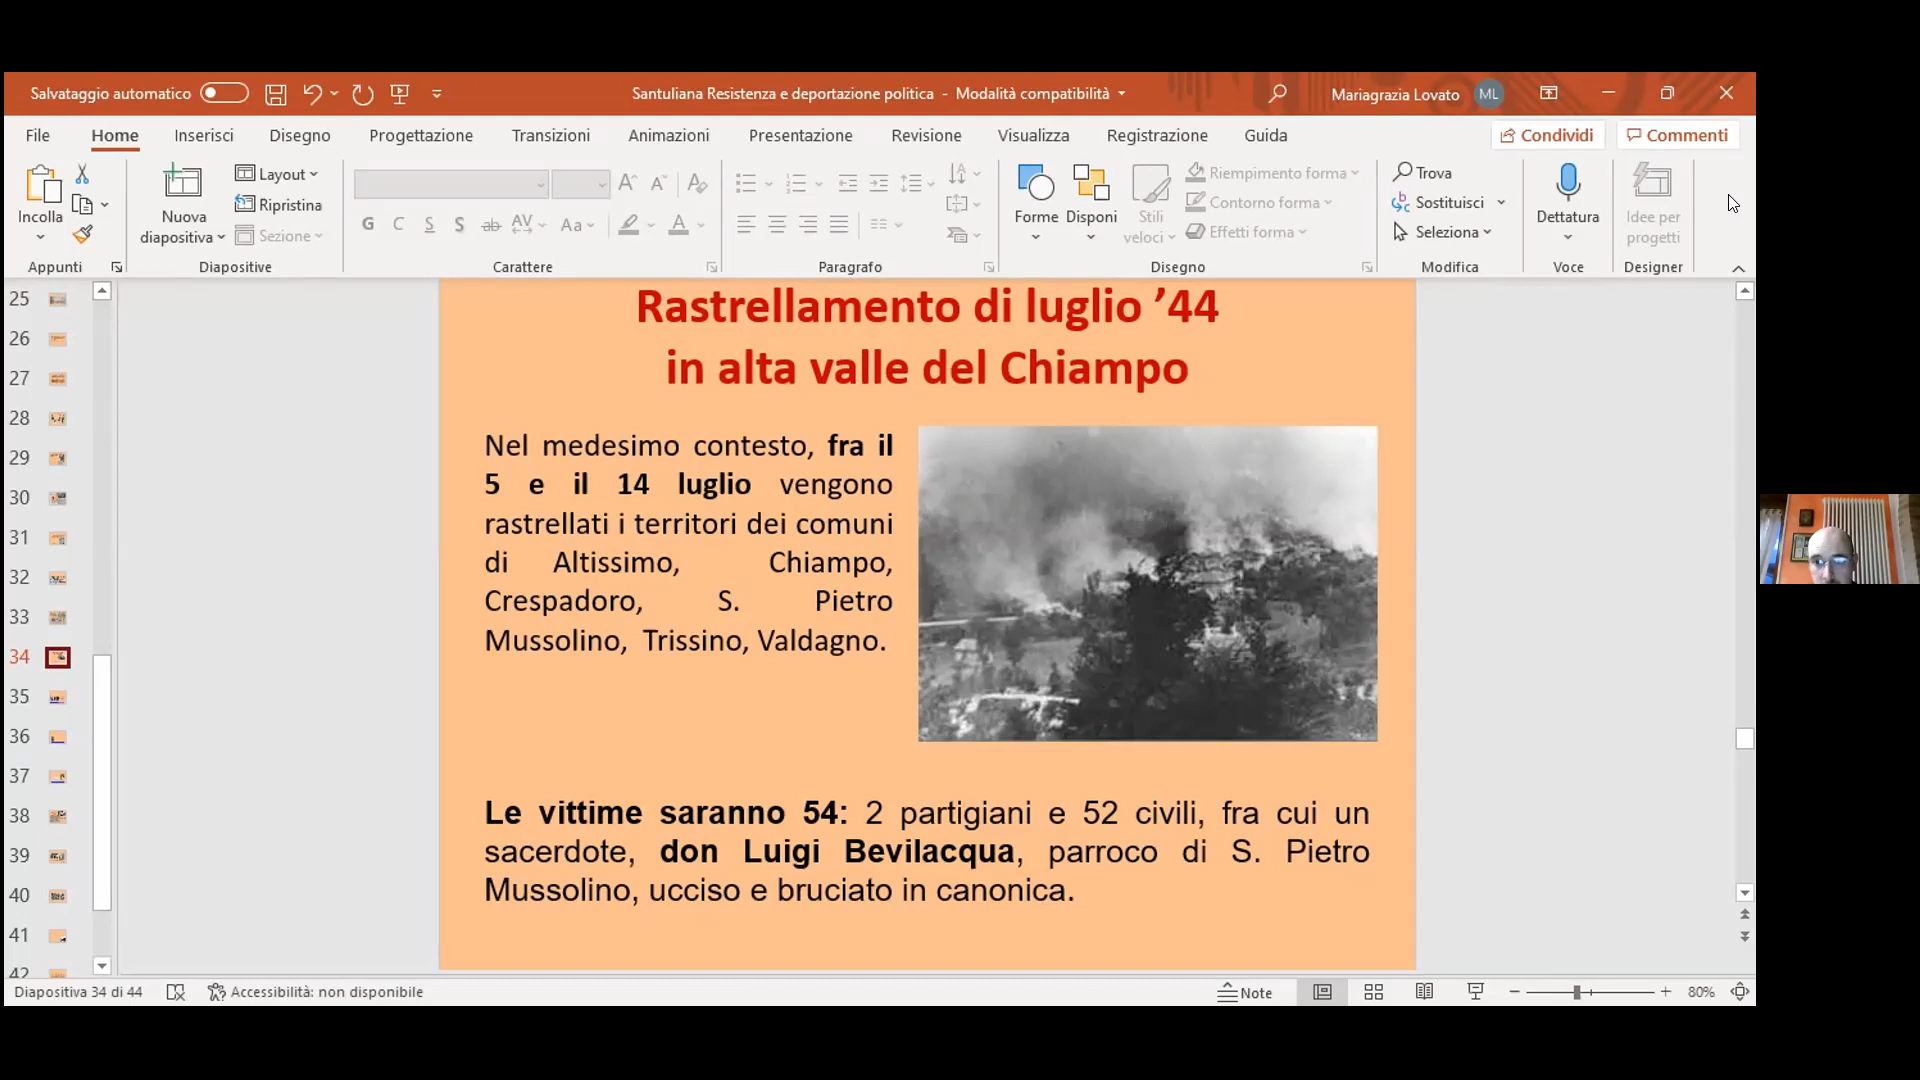 Salvataggio automatico
Santuliana Resistenza e deportazione politica - Modalità compatibilità
Mariagrazia Lovato ML
File Home Inserisci Disegno Progettazione Transizioni Animazioni Presentazione Revisione Visualizza Registrazione Guida Condividi Commenti
Incolla
Appunti
Nuova
diapositiva
Layout
Ripristina
Sezione
Diapositive
G C S S ab AV Aa A
Carattere
Paragrafo
Forme
Disponi
Stili
veloci
Riempimento forma
Contorno forma
Effetti forma
Disegno
Trova
Sostituisci
Seleziona
Modifica
Dettatura
Voce
Idee per
progetti
Designer
25
26
27
28
29
30
31
32
33
34
35
36
37
38
39
40
41
42
Rastrellamento di luglio ’44
in alta valle del Chiampo
Nel medesimo contesto, fra il
5 e il 14 luglio vengono
rastrellati i territori dei comuni
di Altissimo, Chiampo,
Crespadoro, S. Pietro
Mussolino, Trissino, Valdagno.
Le vittime saranno 54: 2 partigiani e 52 civili, fra cui un
sacerdote, don Luigi Bevilacqua, parroco di S. Pietro
Mussolino, ucciso e bruciato in canonica.
Diapositiva 34 di 44
Accessibilità: non disponibile
Note
80%